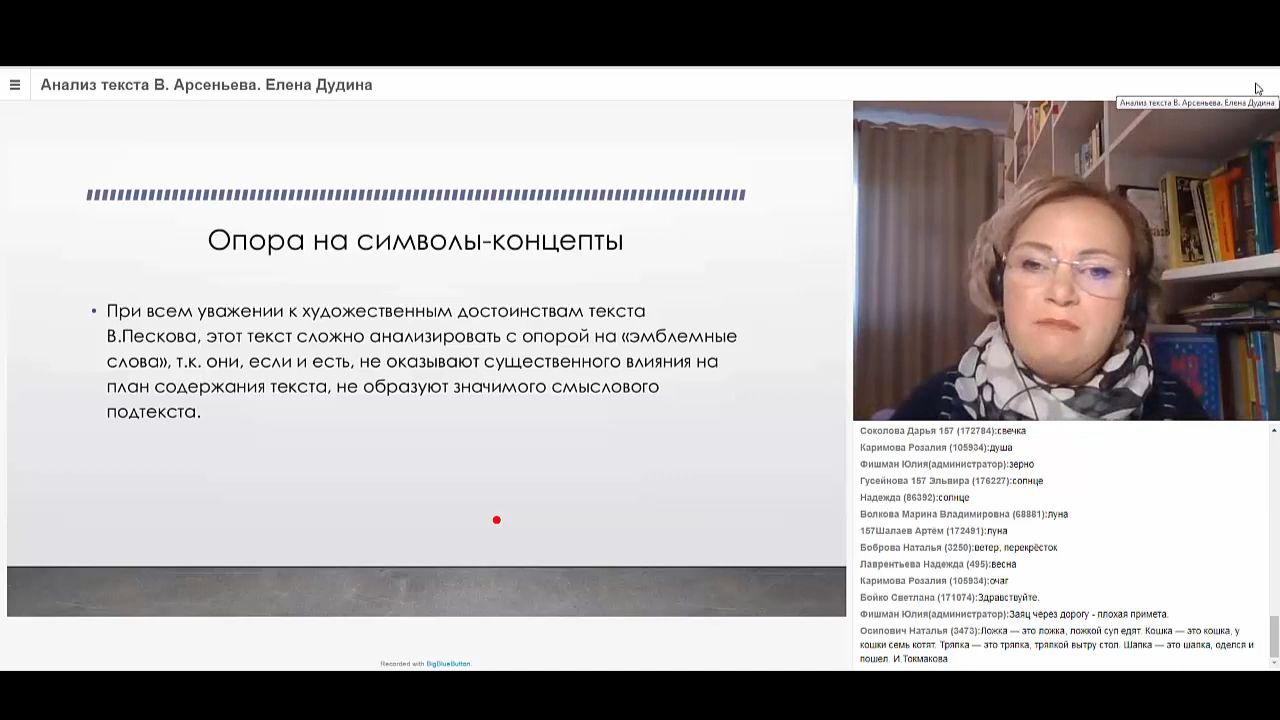 Анализ текста В. Арсеньева. Елена Дудина
Анализ текста В. Арсеньева. Елена Дудина
Опора на символы-концепты
• При всем уважении к художественным достоинствам текста
В.Пескова, этот текст сложно анализировать с опорой на «эмблемные
слова», т.к. они, если и есть, не оказывают существенного влияния на
план содержания текста, не образуют значимого смыслового
подтекста.
Recorded with BigBlueButton.
Соколова Дарья 157 (172784):свечка
Каримова Розалия (105934):душа
Фишман Юлия(администратор):зерно
Гусейнова 157 Эльвира (176227):солнце
Надежда (86392):солнце
Волкова Марина Владимировна (68881):луна
157Шалаев Артём (172491):луна
Боброва Наталья (3250):ветер, перекрёсток
Лаврентьева Надежда (495):весна
Каримова Розалия (105934):очаг
Бойко Светлана (171074):Здравствуйте.
Фишман Юлия(администратор):Заяц через дорогу - плохая примета.
Осипович Наталья (3473):Ложка — это ложка, ложкой суп едят. Кошка — это кошка, у
кошки семь котят. Тряпка — это тряпка, тряпкой вытру стол. Шапка — это шапка, оделся и
пошел. И.Токмакова